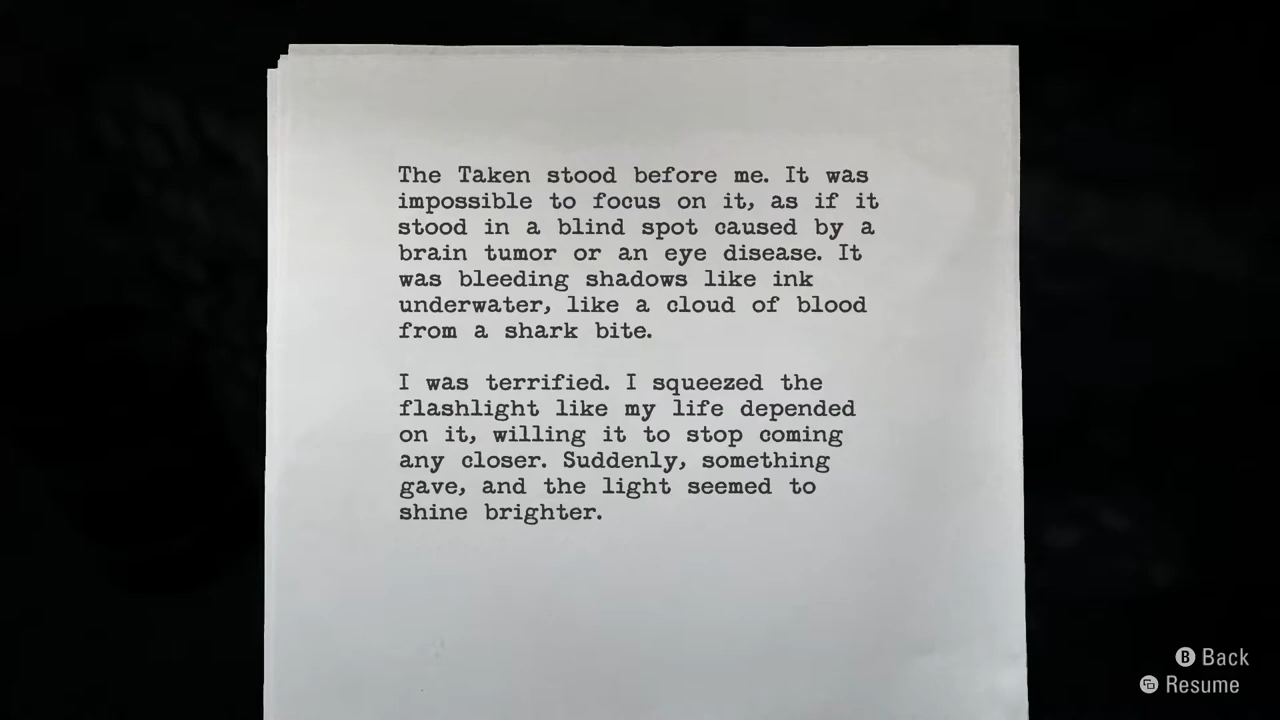 The Taken stood before me. It was
impossible to focus on it, as if it
stood in a blind spot caused by a
brain tumor or an eye disease. It
was bleeding shadows like ink
underwater, like a cloud of blood
from a shark bite.
I was terrified. I squeezed the
flashlight like my life depended
on it, willing it to stop coming
any closer. Suddenly, something
gave, and the light seemed to
shine brighter.
B Back
Resume